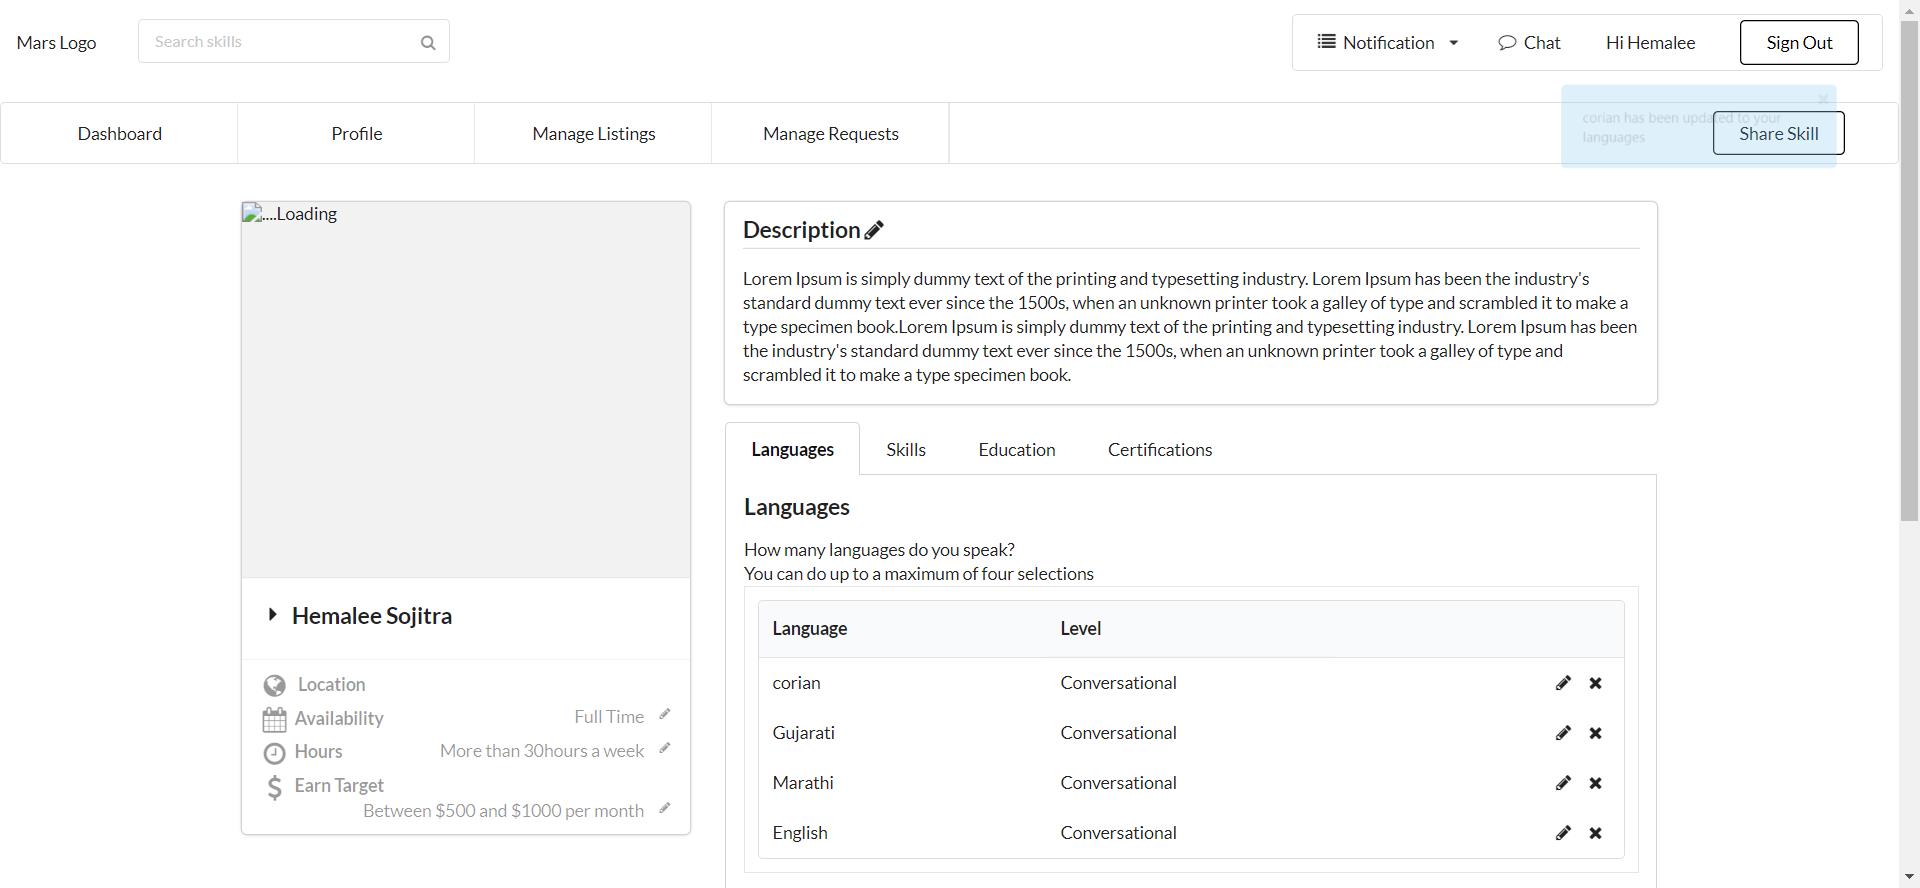 Mars Logo
Search skills
Notification
Chat
Hi Hemalee
Sign Out
Dashboard
Profile
Manage Listings
Manage Requests
corian has been updated to your
languages
Share Skill
....Loading
Description
Lorem Ipsum is simply dummy text of the printing and typesetting industry. Lorem Ipsum has been the industry's
standard dummy text ever since the 1500s, when an unknown printer took a galley of type and scrambled it to make a
type specimen book.Lorem Ipsum is simply dummy text of the printing and typesetting industry. Lorem Ipsum has been
the industry's standard dummy text ever since the 1500s, when an unknown printer took a galley of type and
scrambled it to make a type specimen book.
Hemalee Sojitra
Location
Availability Full Time
Hours More than 30hours a week
Earn Target
Between $500 and $1000 per month
Languages Skills Education Certifications
Languages
How many languages do you speak?
You can do up to a maximum of four selections
Language Level
corian Conversational
Gujarati Conversational
Marathi Conversational
English Conversational